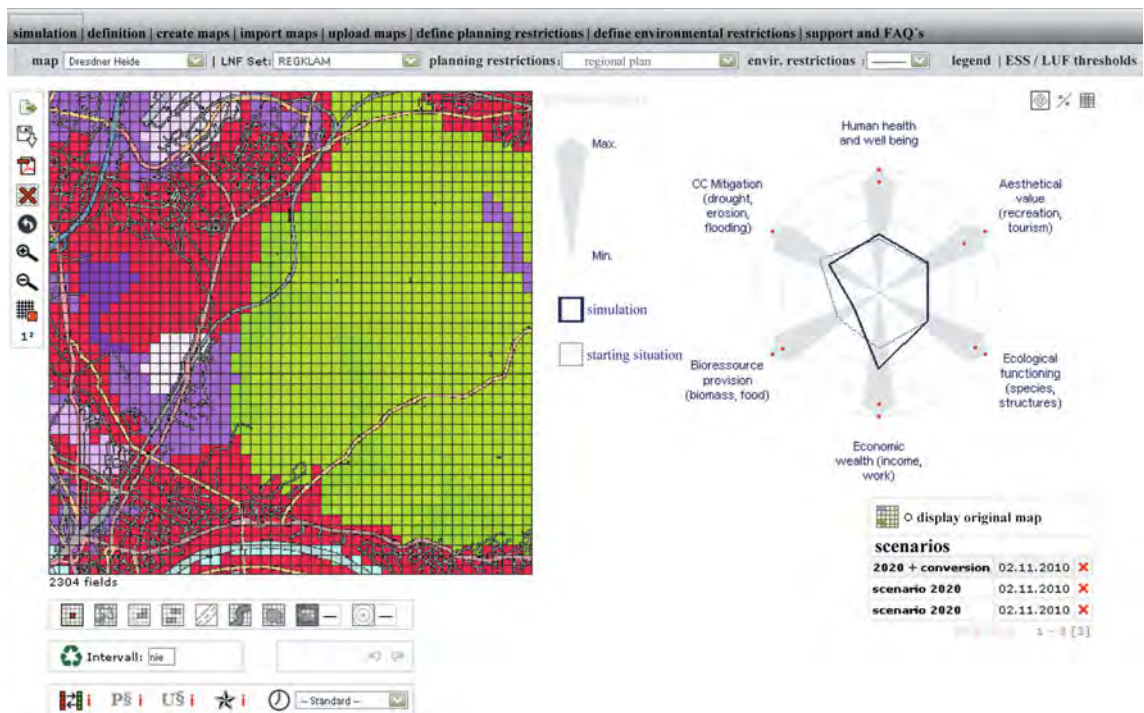 simulation | definition | create maps | import maps | upload maps | define planning restrictions | define environmental restrictions | support and FAQ´s
map Dresdner Heide | LNF Set: REGKLAM planning restrictions: regional plan envir. restrictions : legend | ESS / LUF thresholds
Max.
Min.
simulation
starting situation
Human health
and well being
CC Mitigation
(drought,
erosion,
flooding)
Aesthetical
value
(recreation,
tourism)
Bioressource
provision
(biomass, food)
Ecological
functioning
(species,
structures)
Economic
wealth (income,
work)
1²
2304 fields
display original map
scenarios
2020 + conversion 02.11.2010
scenario 2020 02.11.2010
scenario 2020 02.11.2010
1 - 3 [3]
Intervall: nie
i P§ i U§ i i -- Standard --